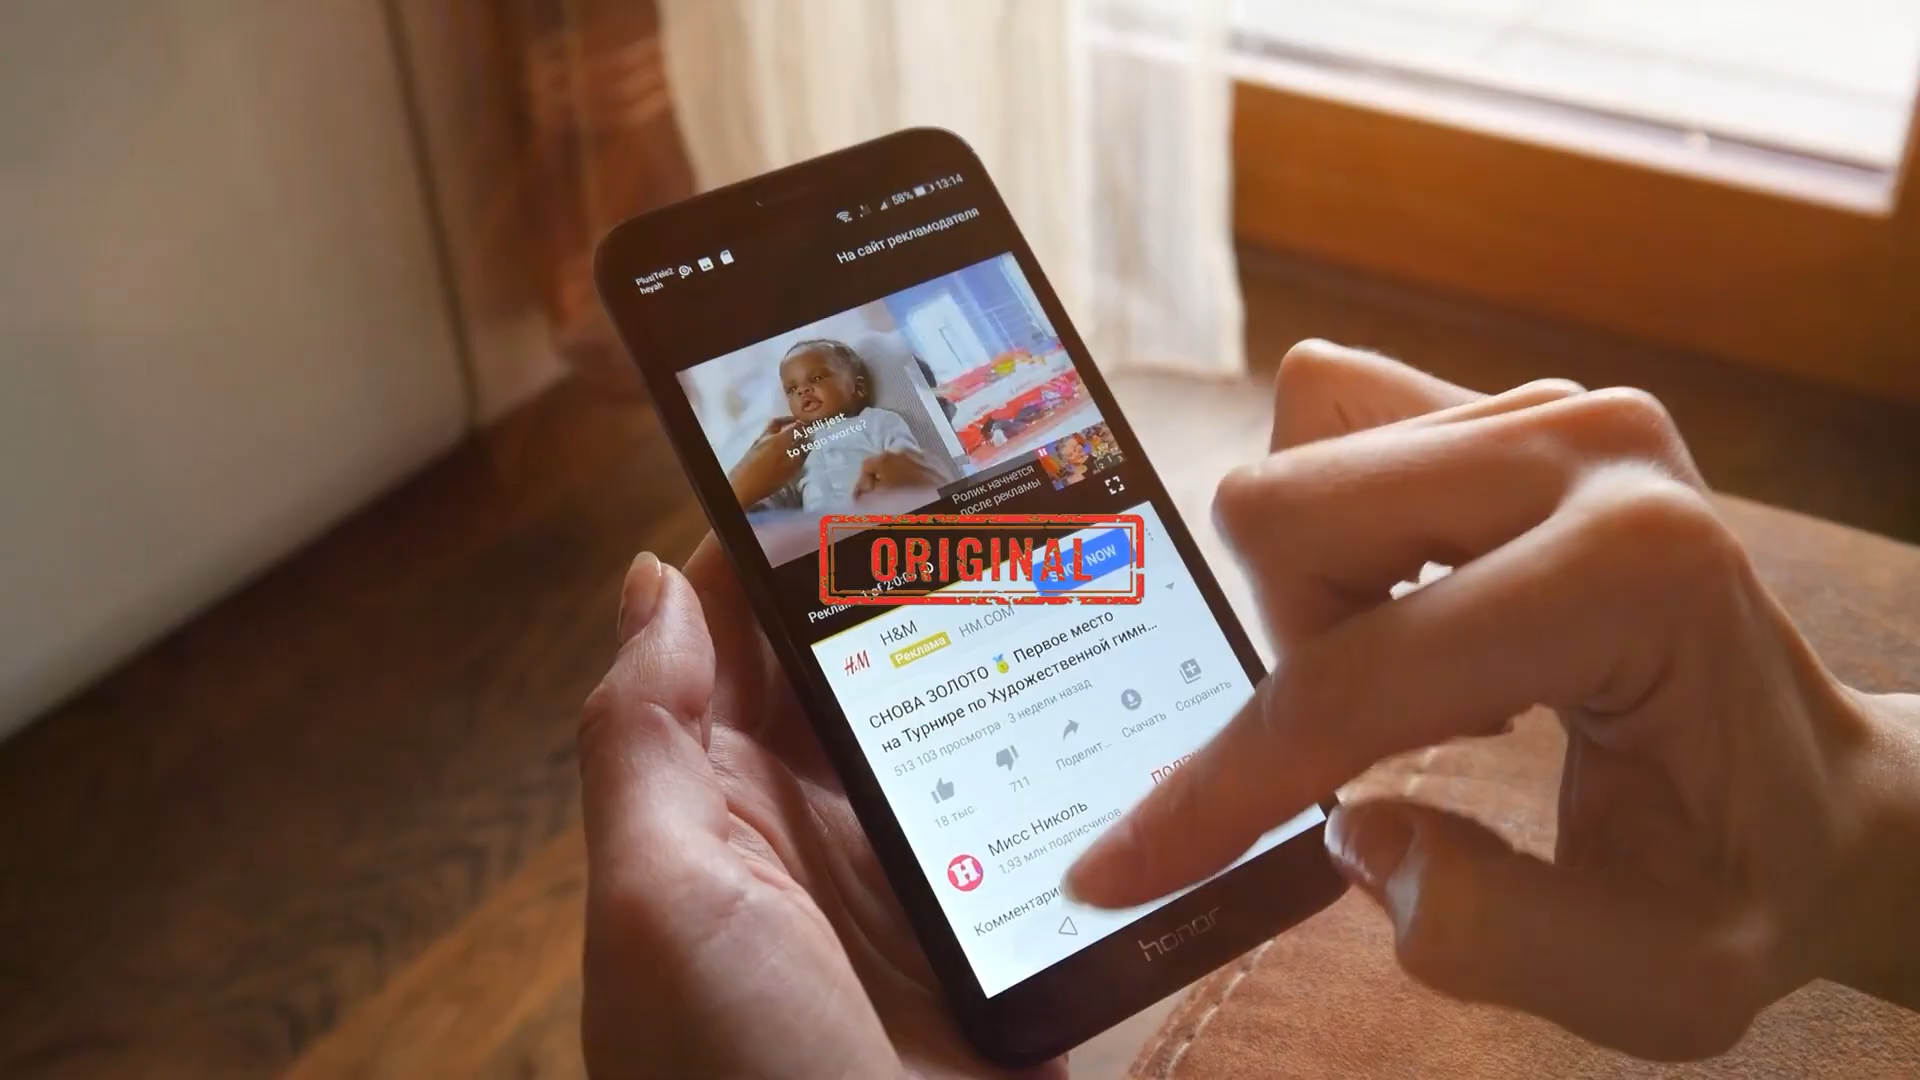 58% 13:14
Plus|Tele2
heyah
На сайт рекламодателя
A jeśli jest
to tego warte?
Ролик начнется
после рекламы
ORIGINAL
NOW
H&M
H&M
Реклама HM.COM
СНОВА ЗОЛОТО 🥇 Первое место
на Турнире по Художественной гимн...
513 103 просмотра · 3 недели назад
18 тыс.
711
Поделит...
Скачать
Сохранить
H
Мисс Николь
1,93 млн подписчиков
honor